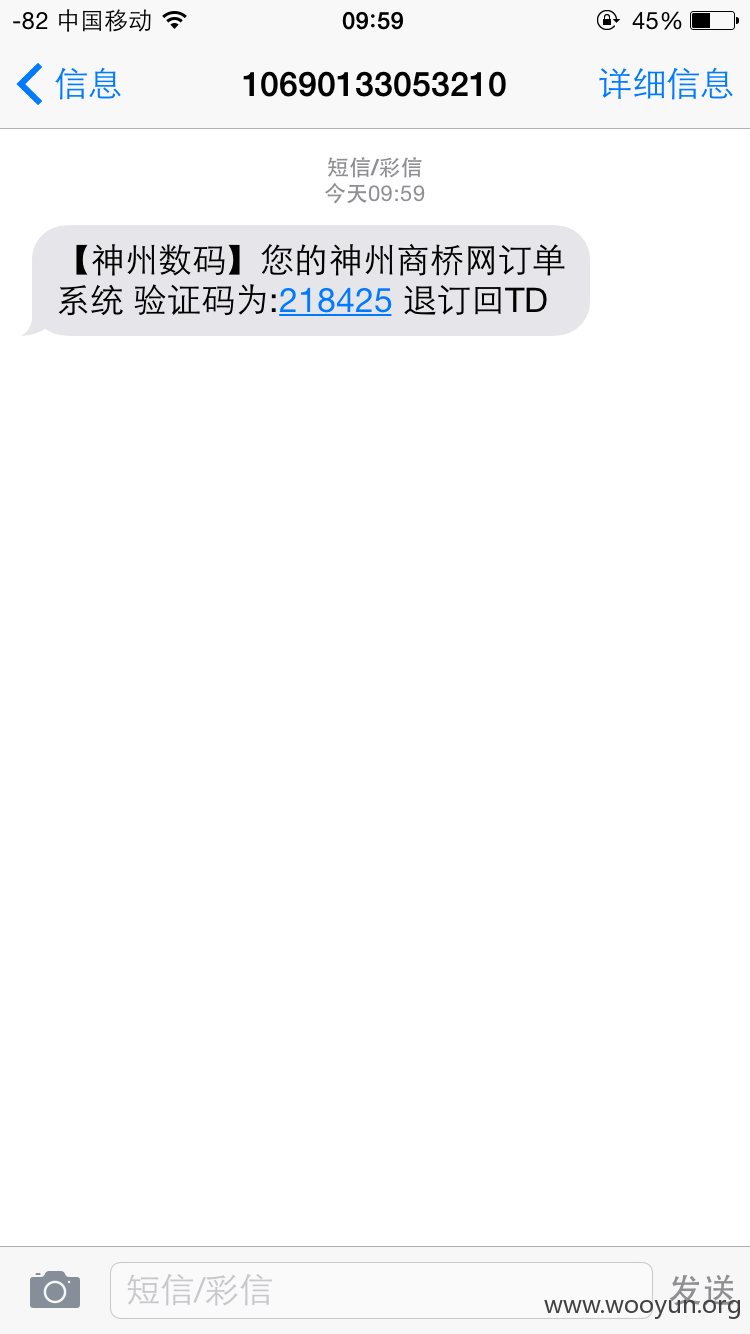 -82 中国移动 09:59 45%
信息 10690133053210 详细信息
短信/彩信
今天09:59
【神州数码】您的神州商桥网订单
系统 验证码为:218425 退订回TD
短信/彩信 发送
www.wooyun.org